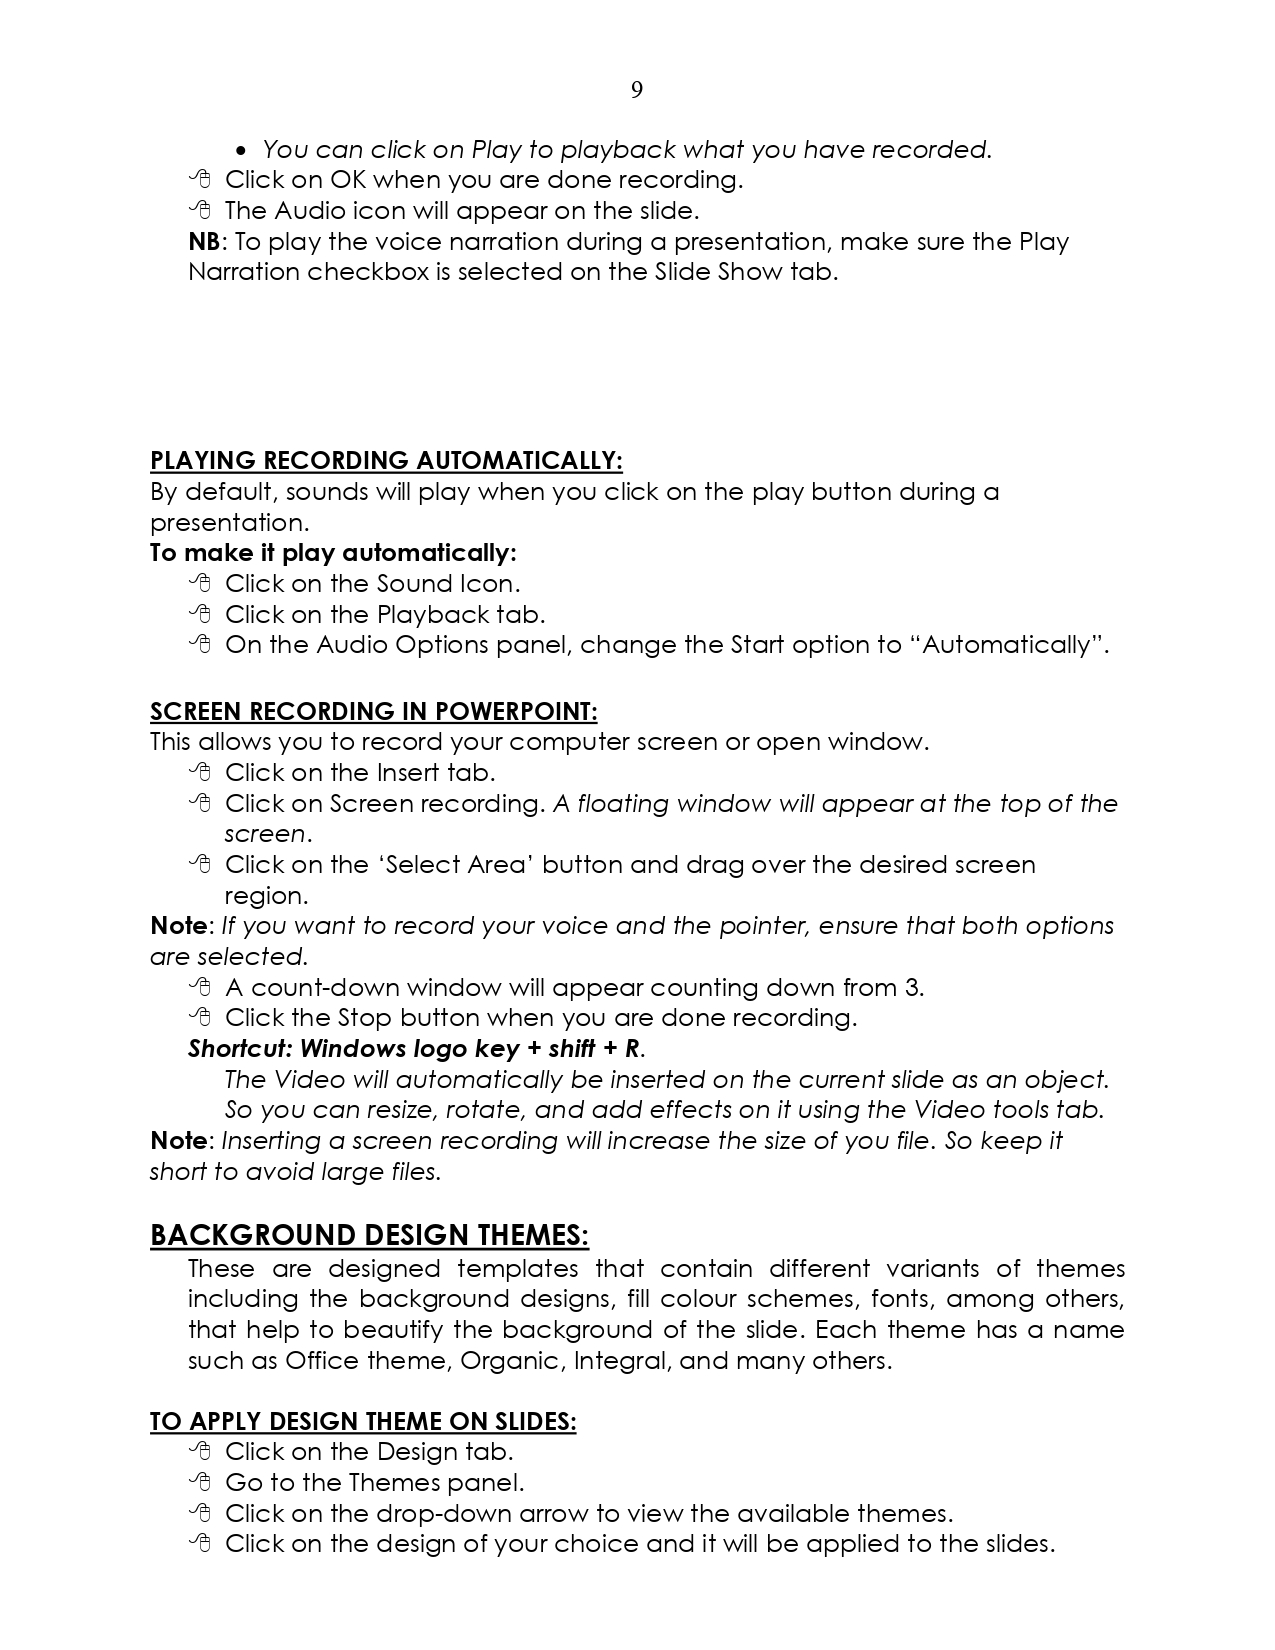 9
• You can click on Play to playback what you have recorded.
Click on OK when you are done recording.
The Audio icon will appear on the slide.
NB: To play the voice narration during a presentation, make sure the Play
Narration checkbox is selected on the Slide Show tab.
PLAYING RECORDING AUTOMATICALLY:
By default, sounds will play when you click on the play button during a
presentation.
To make it play automatically:
Click on the Sound Icon.
Click on the Playback tab.
On the Audio Options panel, change the Start option to “Automatically”.
SCREEN RECORDING IN POWERPOINT:
This allows you to record your computer screen or open window.
Click on the Insert tab.
Click on Screen recording. A floating window will appear at the top of the
screen.
Click on the ‘Select Area’ button and drag over the desired screen
region.
Note: If you want to record your voice and the pointer, ensure that both options
are selected.
A count-down window will appear counting down from 3.
Click the Stop button when you are done recording.
Shortcut: Windows logo key + shift + R.
The Video will automatically be inserted on the current slide as an object.
So you can resize, rotate, and add effects on it using the Video tools tab.
Note: Inserting a screen recording will increase the size of you file. So keep it
short to avoid large files.
BACKGROUND DESIGN THEMES:
These are designed templates that contain different variants of themes
including the background designs, fill colour schemes, fonts, among others,
that help to beautify the background of the slide. Each theme has a name
such as Office theme, Organic, Integral, and many others.
TO APPLY DESIGN THEME ON SLIDES:
Click on the Design tab.
Go to the Themes panel.
Click on the drop-down arrow to view the available themes.
Click on the design of your choice and it will be applied to the slides.